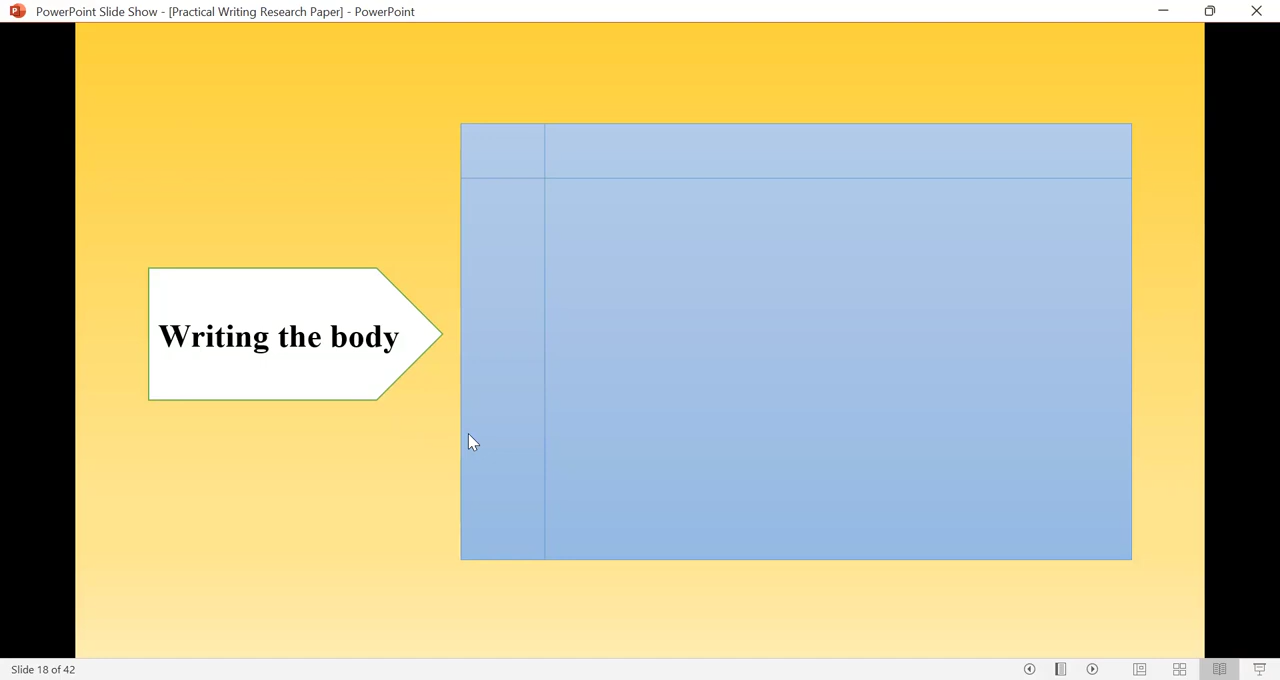 PowerPoint Slide Show - [Practical Writing Research Paper] - PowerPoint
Writing the body
Slide 18 of 42